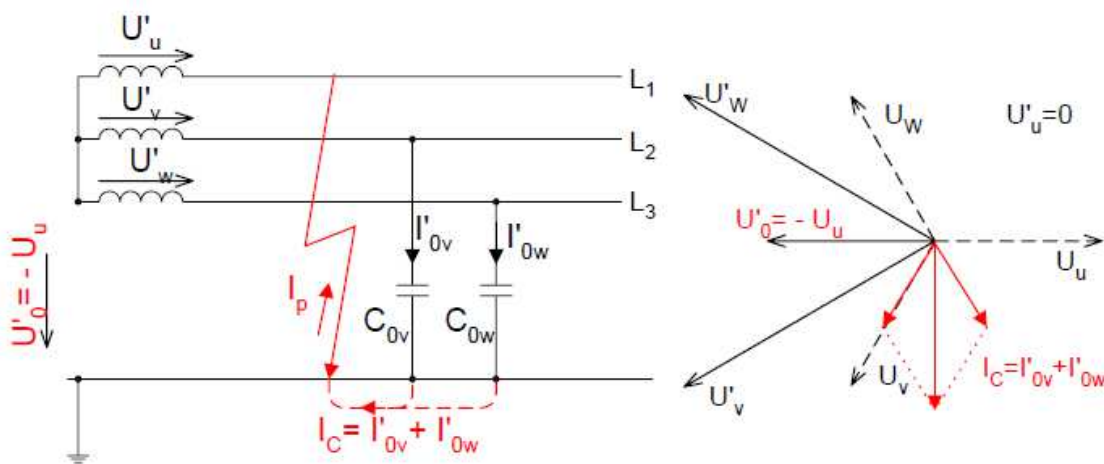 U'u
L1
U'v
L2
U'w
L3
U'0 = - Uu
Ip
I'0v
I'0w
C0v
C0w
IC= I'0v+ I'0w
U'W
UW
U'u=0
U'0= - Uu
Uu
Uv
U'v
IC=I'0v+I'0w